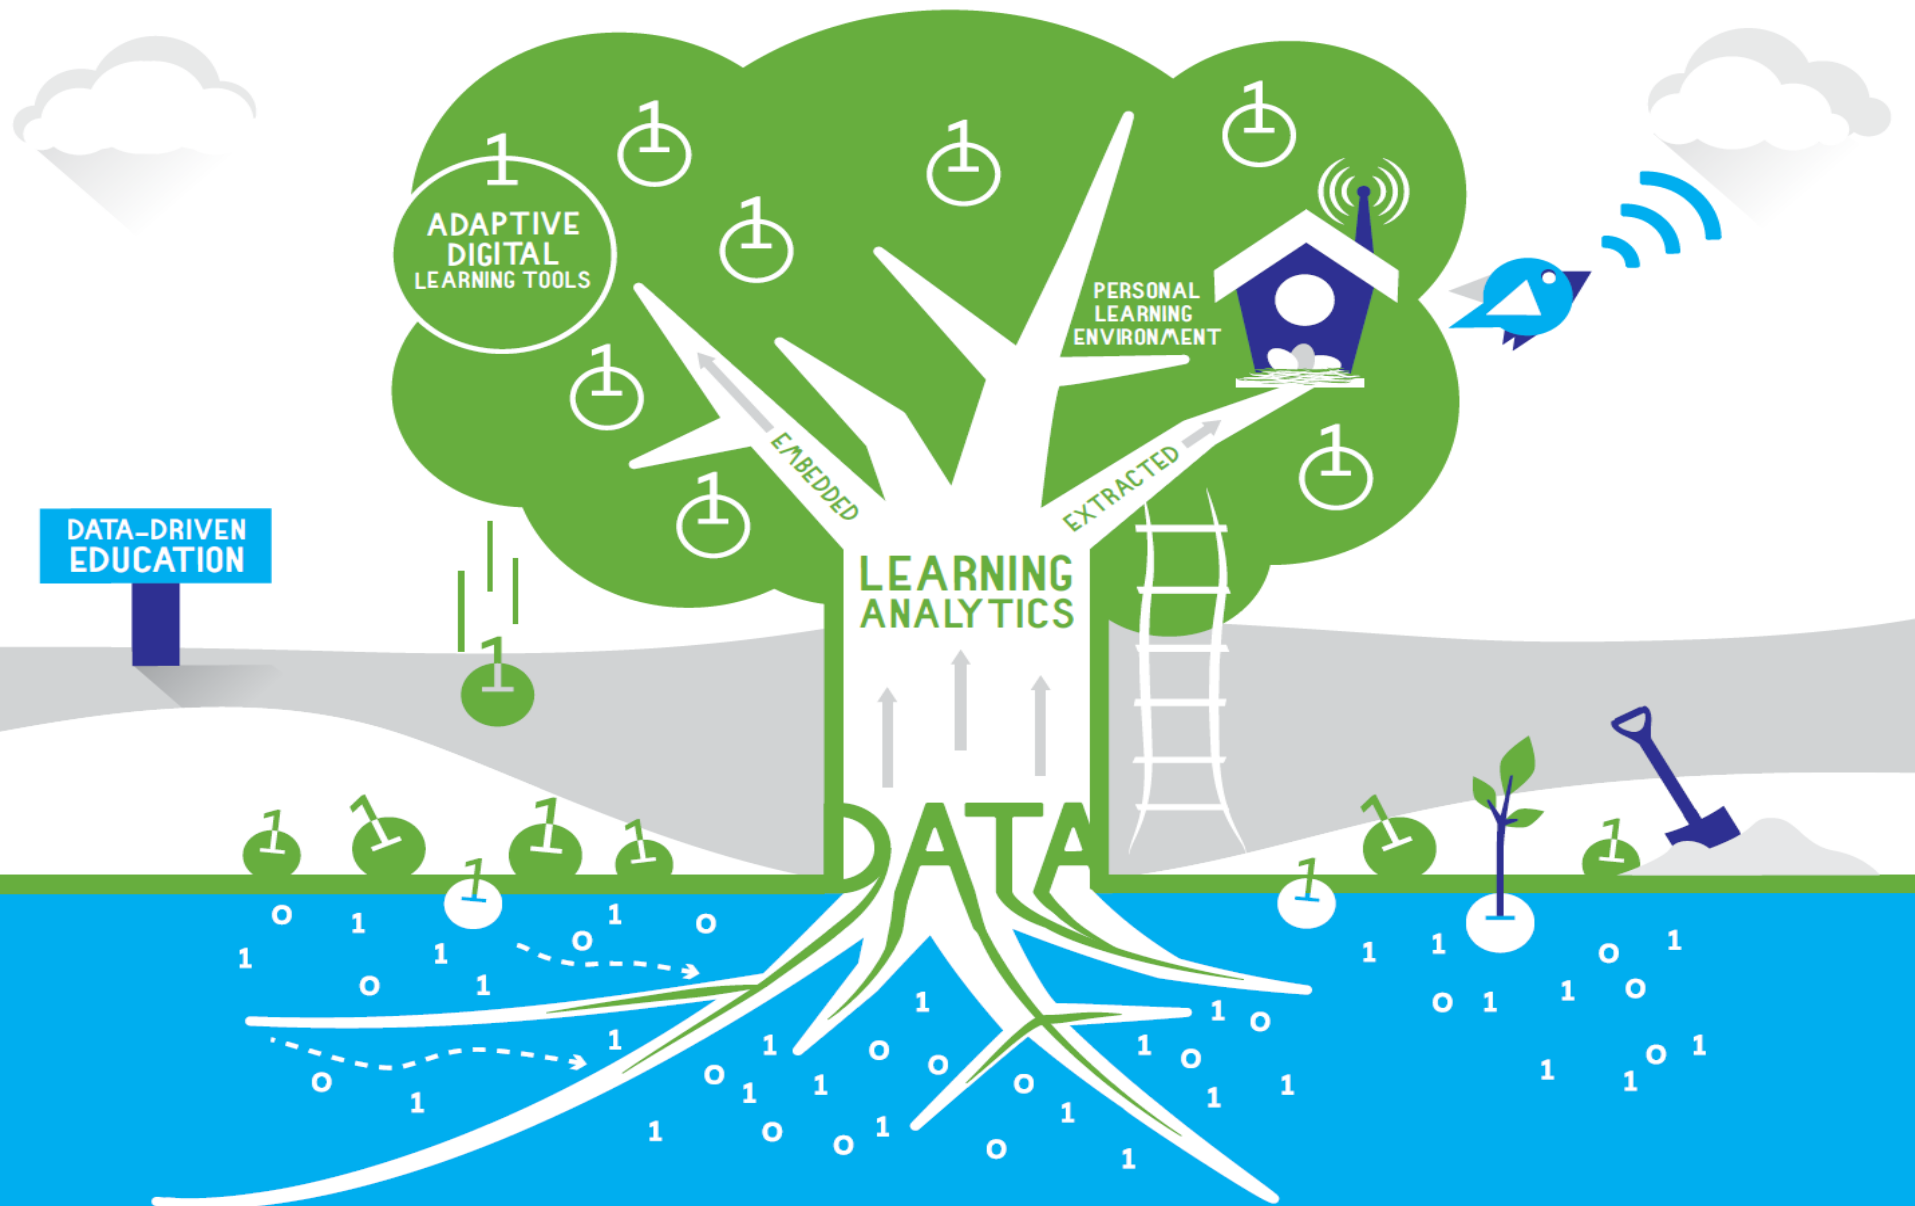 ADAPTIVE
DIGITAL
LEARNING TOOLS
PERSONAL
LEARNING
ENVIRONMENT
EMBEDDED
EXTRACTED
DATA-DRIVEN
EDUCATION
LEARNING
ANALYTICS
DATA